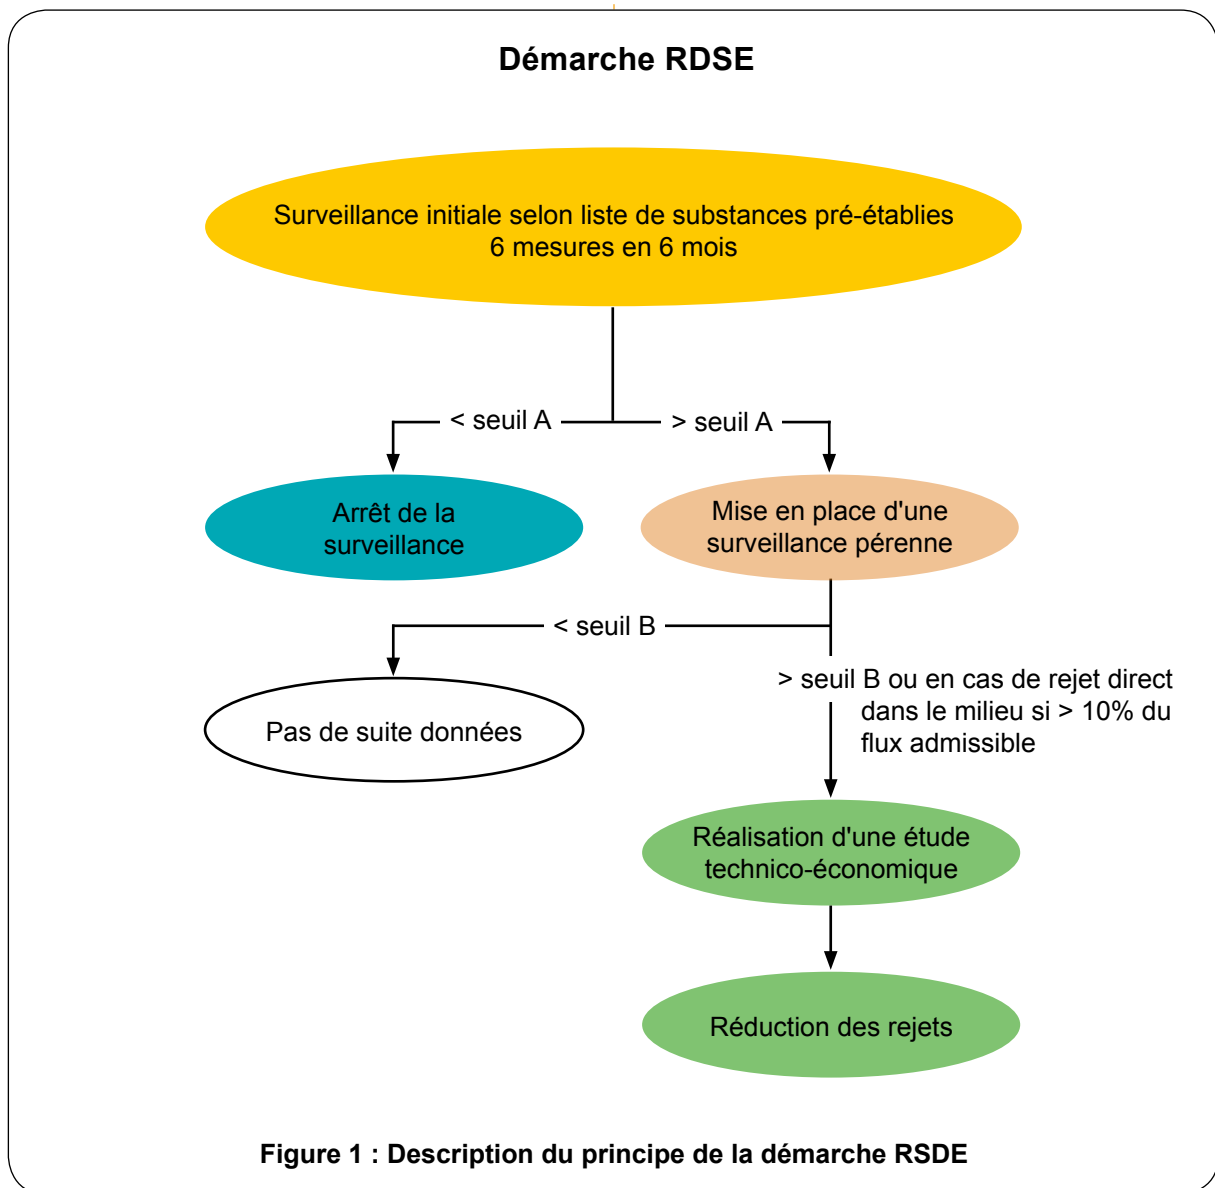 Démarche RDSE
Surveillance initiale selon liste de substances pré-établies
6 mesures en 6 mois
< seuil A
> seuil A
Arrêt de la
surveillance
Mise en place d'une
surveillance pérenne
< seuil B
> seuil B ou en cas de rejet direct
dans le milieu si > 10% du
flux admissible
Pas de suite données
Réalisation d'une étude
technico-économique
Réduction des rejets
Figure 1 : Description du principe de la démarche RSDE